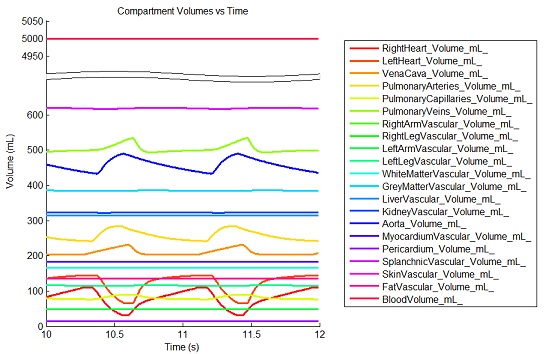 Compartment Volumes vs Time
5050
5000
4950
600
500
400
300
200
100
0
Volume (mL)
10
10.5
11
11.5
12
Time (s)
RightHeart_Volume_mL_
LeftHeart_Volume_mL_
VenaCava_Volume_mL_
PulmonaryArteries_Volume_mL_
PulmonaryCapillaries_Volume_mL_
PulmonaryVeins_Volume_mL_
RightArmVascular_Volume_mL_
RightLegVascular_Volume_mL_
LeftArmVascular_Volume_mL_
LeftLegVascular_Volume_mL_
WhiteMatterVascular_Volume_mL_
GreyMatterVascular_Volume_mL_
LiverVascular_Volume_mL_
KidneyVascular_Volume_mL_
Aorta_Volume_mL_
MyocardiumVascular_Volume_mL_
Pericardium_Volume_mL_
SplanchnicVascular_Volume_mL_
SkinVascular_Volume_mL_
FatVascular_Volume_mL_
BloodVolume_mL_